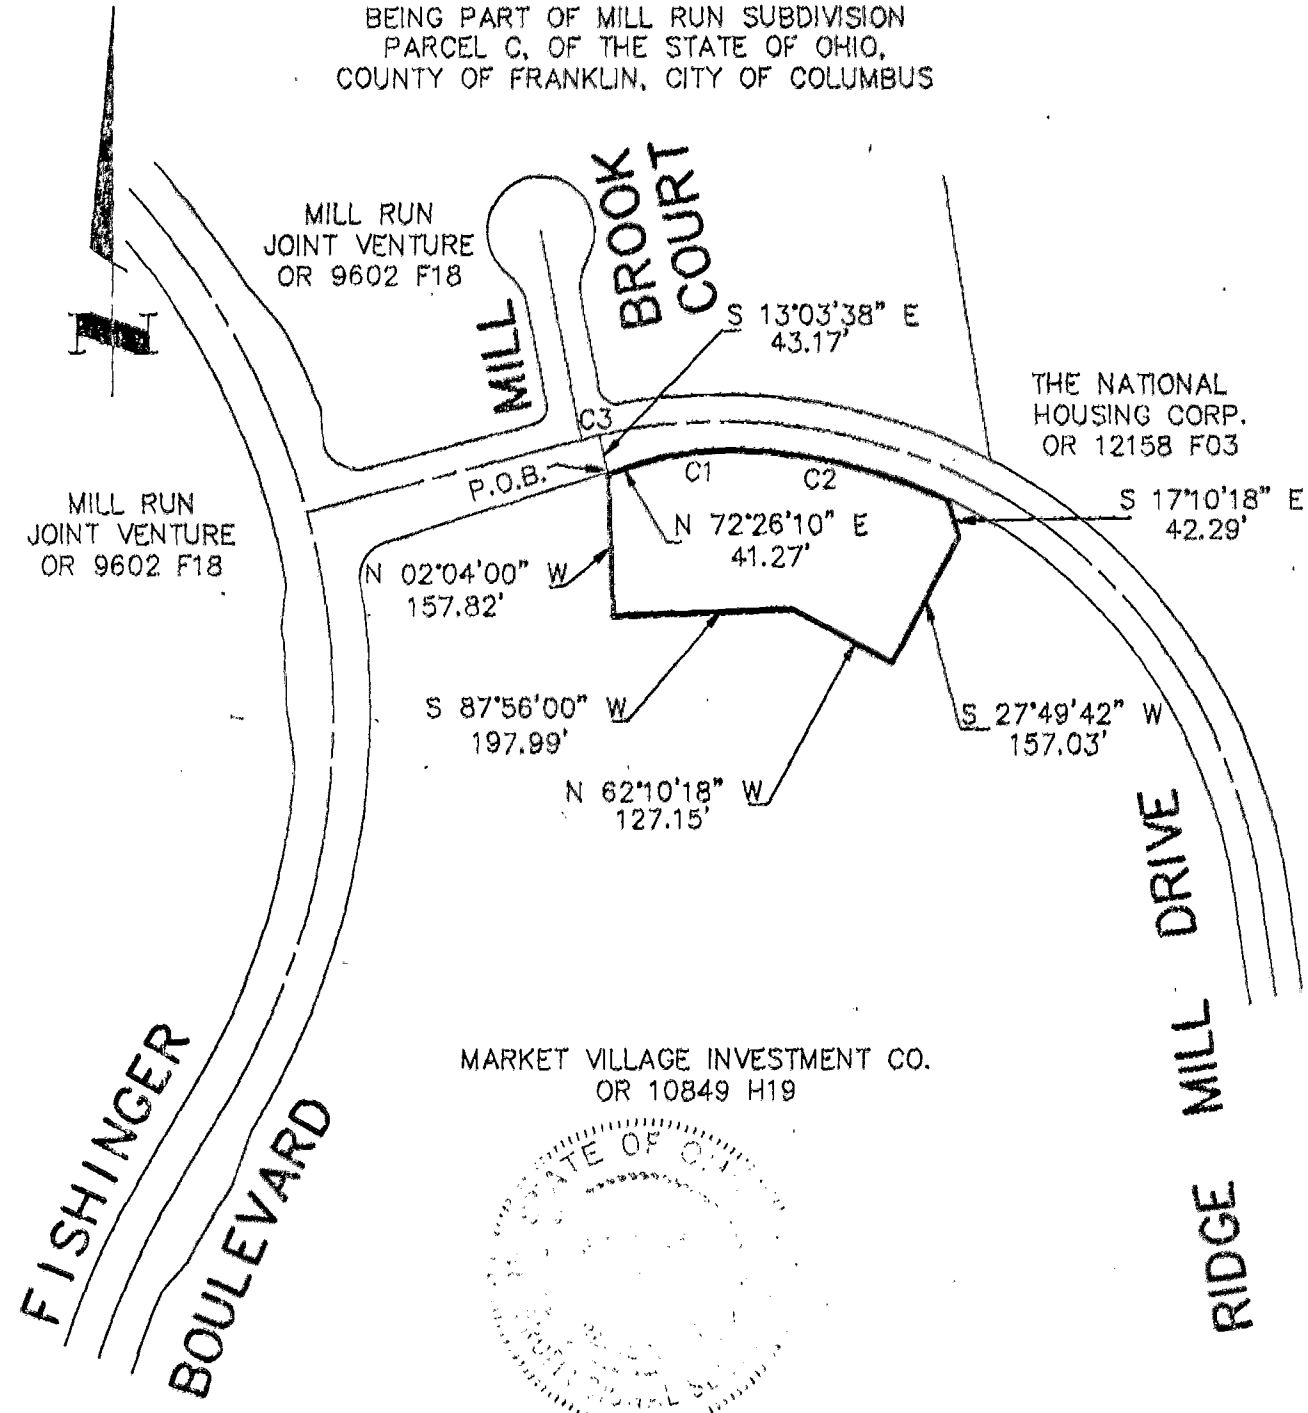 BEING PART OF MILL RUN SUBDIVISION
PARCEL C, OF THE STATE OF OHIO,
COUNTY OF FRANKLIN, CITY OF COLUMBUS
MILL RUN
JOINT VENTURE
OR 9602 F18
MILL
BROOK
COURT
S 13°03'38" E
43.17'
THE NATIONAL
HOUSING CORP.
OR 12158 F03
C3
P.O.B.
C1
C2
S 17°10'18" E
42.29'
MILL RUN
JOINT VENTURE
OR 9602 F18
N 72°26'10" E
41.27'
N 02°04'00" W
157.82'
S 87°56'00" W
197.99'
S 27°49'42" W
157.03'
N 62°10'18" W
127.15'
RIDGE MILL DRIVE
MARKET VILLAGE INVESTMENT CO.
OR 10849 H19
FISHINGER
BOULEVARD
STATE OF